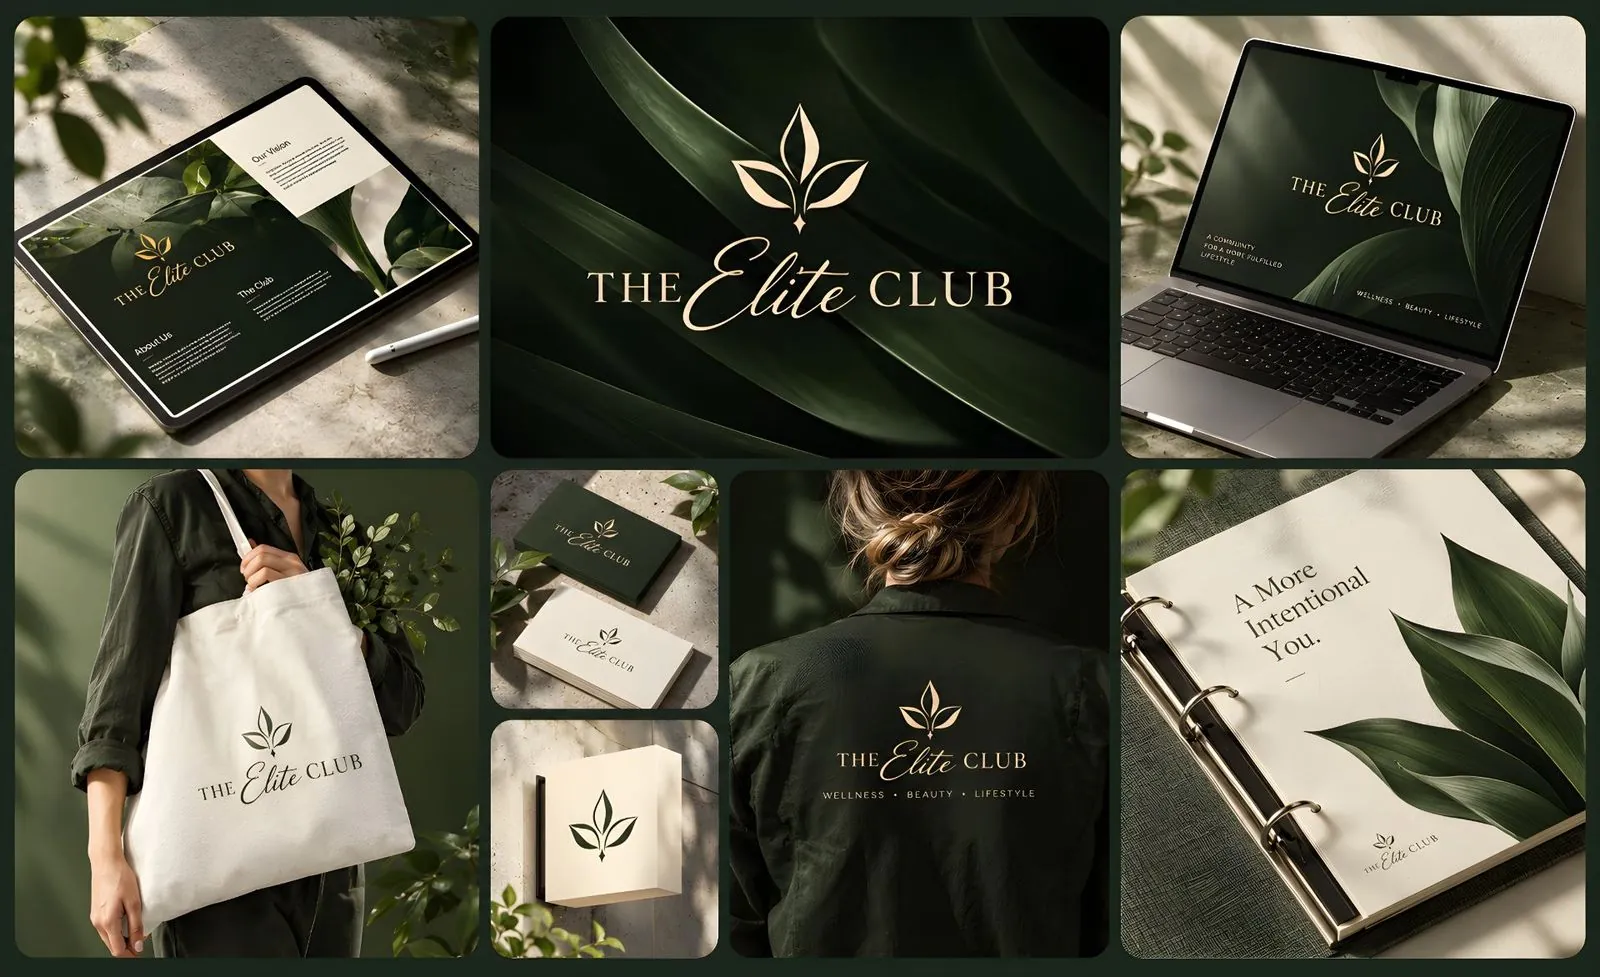 Our Vision
THE Elite CLUB
The Club
About Us
THE Elite CLUB
THE Elite CLUB
A COMMUNITY
FOR A MORE FULFILLED
LIFESTYLE
WELLNESS • BEAUTY • LIFESTYLE
THE Elite CLUB
THE Elite CLUB
THE Elite CLUB
THE Elite CLUB
WELLNESS • BEAUTY • LIFESTYLE
A More
Intentional
You.
THE Elite CLUB